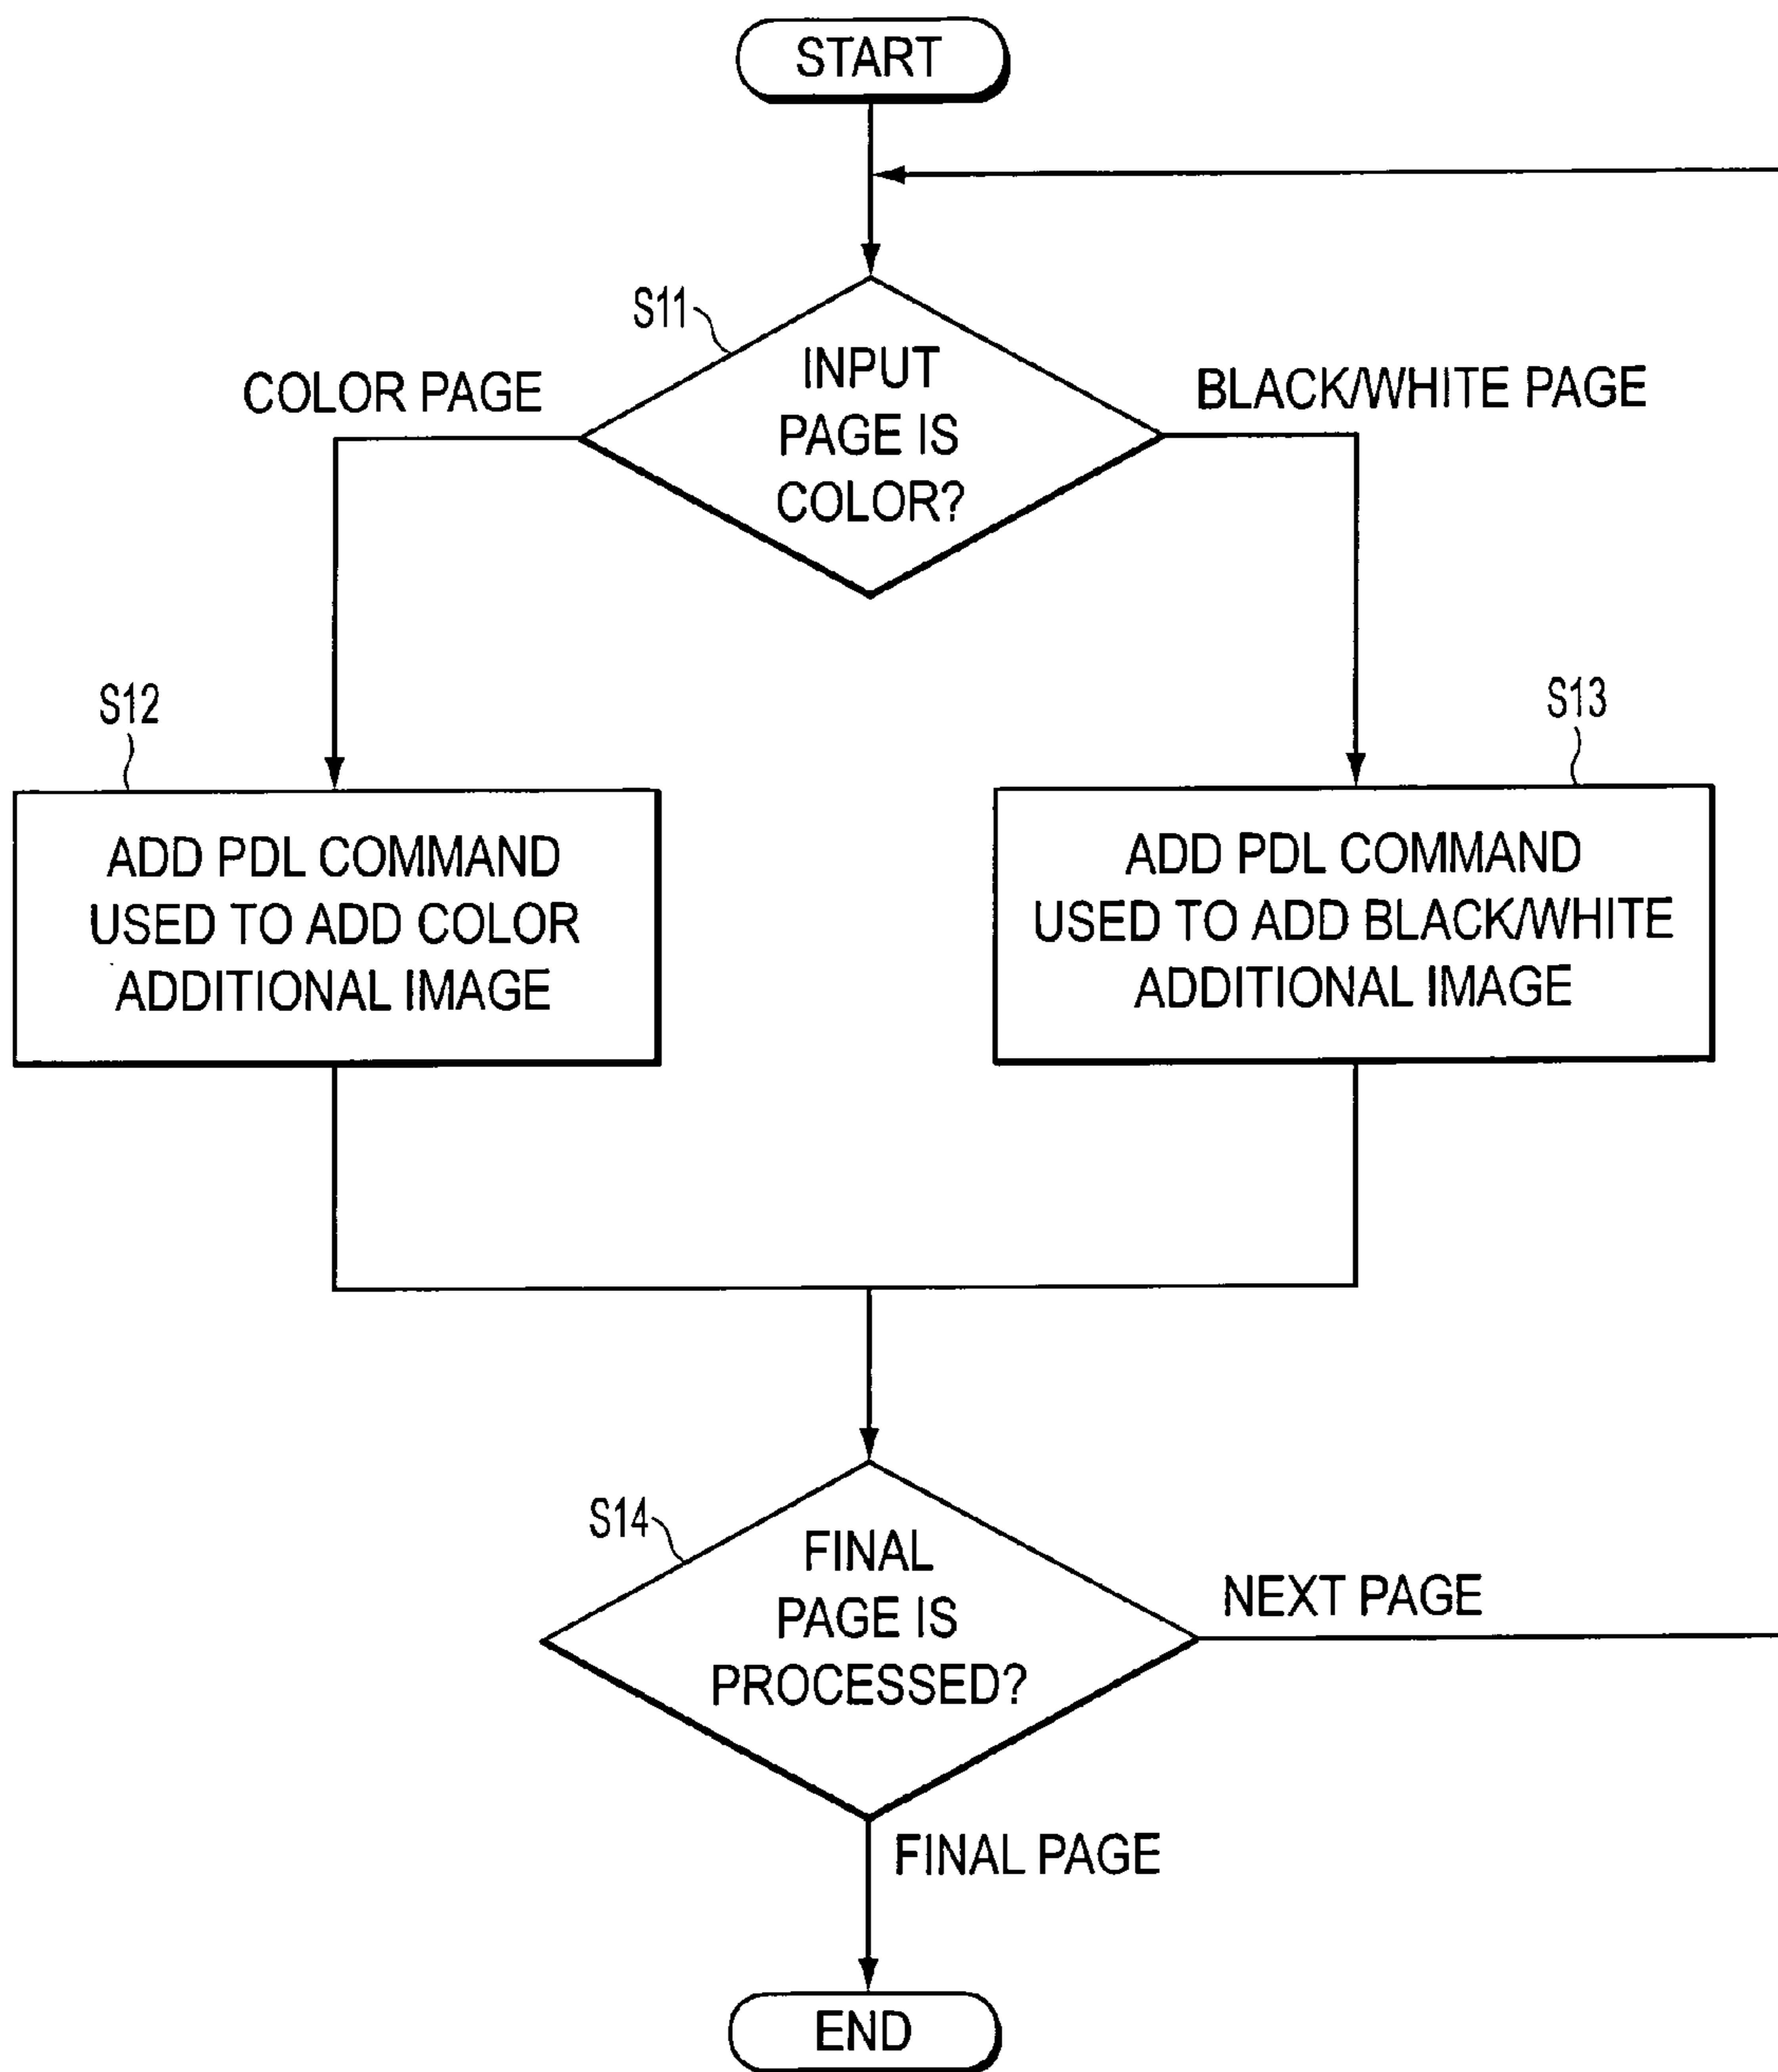 START
S11
INPUT
PAGE IS
COLOR?
COLOR PAGE
BLACK/WHITE PAGE
S12
ADD PDL COMMAND
USED TO ADD COLOR
ADDITIONAL IMAGE
S13
ADD PDL COMMAND
USED TO ADD BLACK/WHITE
ADDITIONAL IMAGE
S14
FINAL
PAGE IS
PROCESSED?
NEXT PAGE
FINAL PAGE
END